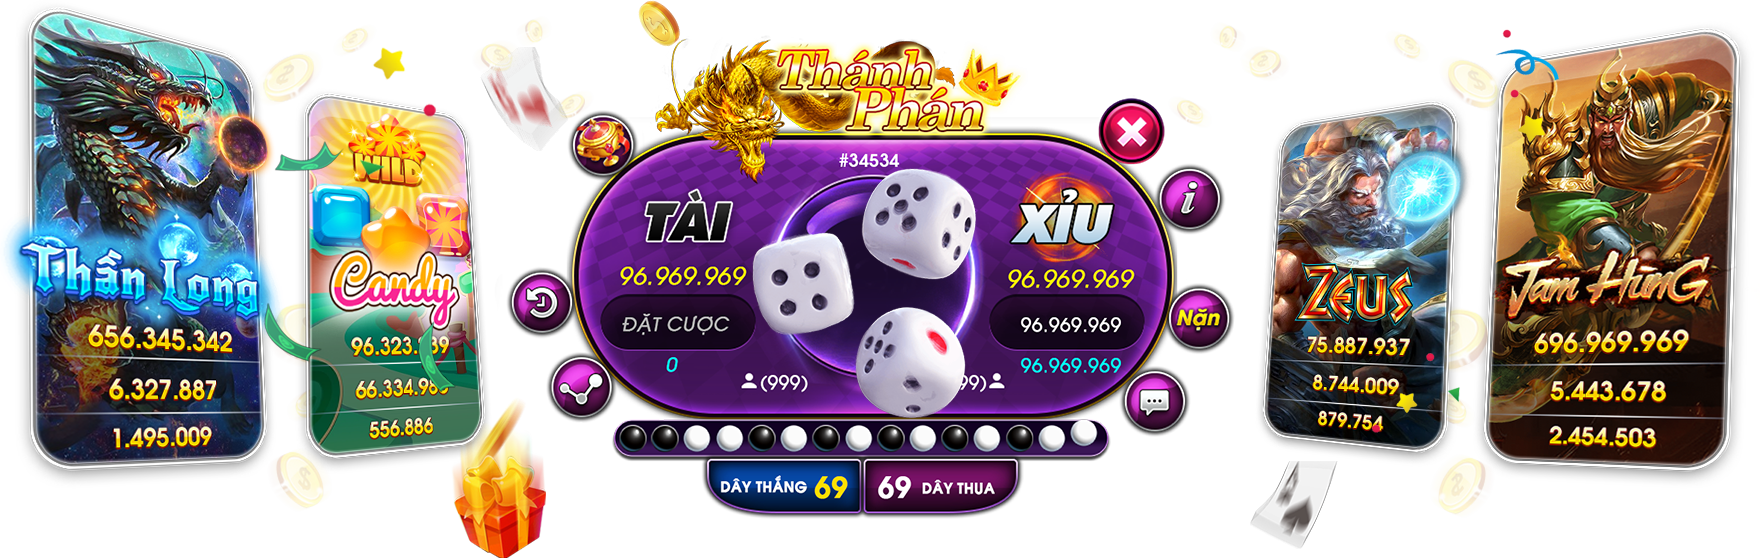 Thần Long
656.345.342
6.327.887
1.495.009
WILD
Candy
66.334.989
556.886
Thánh
Phán
#34534
TÀI
XỈU
96.969.969
96.969.969
ĐẶT CƯỢC
96.969.969
0
96.969.969
(999)
Nặn
DÂY THẮNG 69
69 DÂY THUA
ZEUS
75.887.937
8.744.009
879.754
Tam Hùng
696.969.969
5.443.678
2.454.503